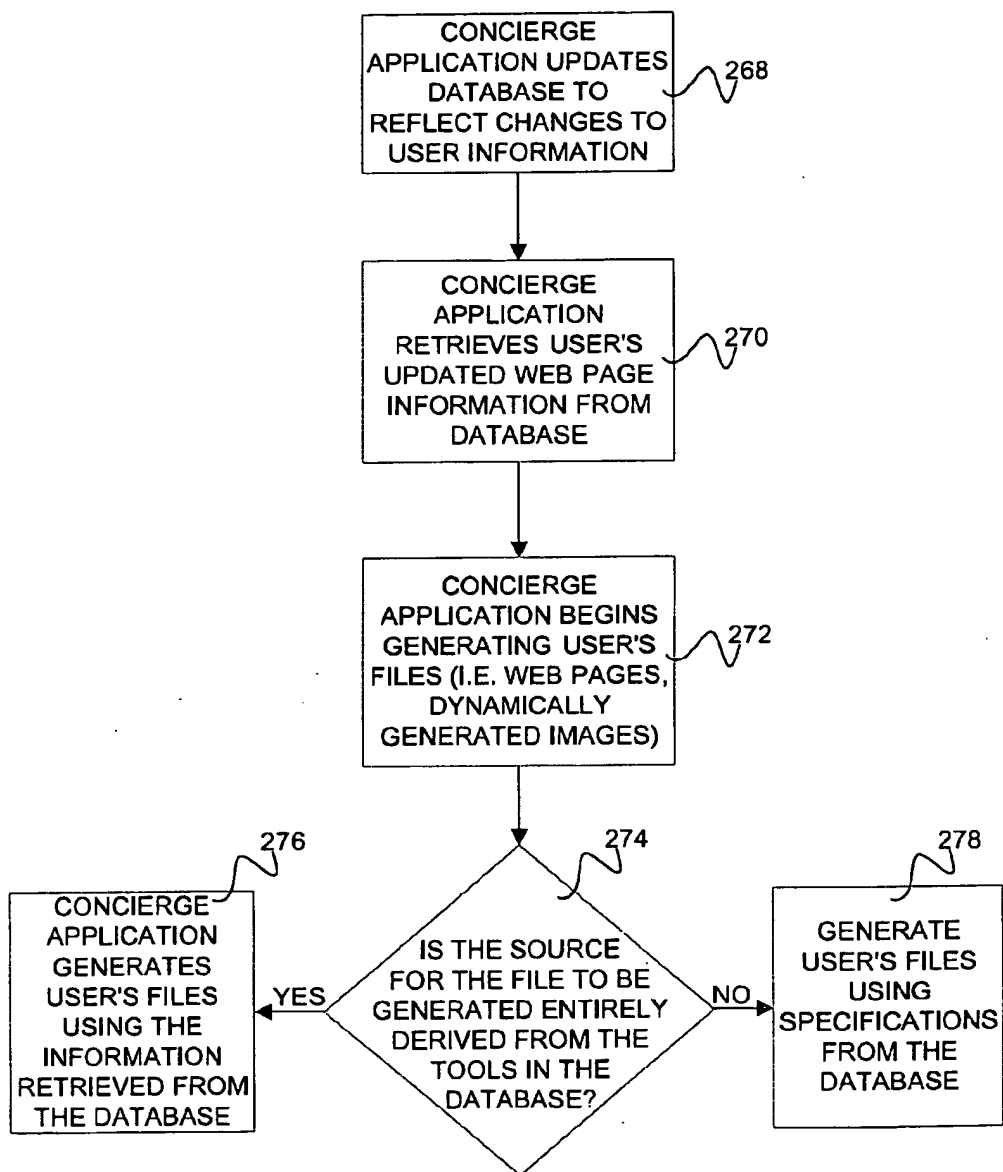 CONCIERGE
APPLICATION UPDATES
DATABASE TO
REFLECT CHANGES TO
USER INFORMATION
268
CONCIERGE
APPLICATION
RETRIEVES USER'S
UPDATED WEB PAGE
INFORMATION FROM
DATABASE
270
CONCIERGE
APPLICATION BEGINS
GENERATING USER'S
FILES (I.E. WEB PAGES,
DYNAMICALLY
GENERATED IMAGES)
272
276
CONCIERGE
APPLICATION
GENERATES
USER'S FILES
USING THE
INFORMATION
RETRIEVED FROM
THE DATABASE
YES
274
IS THE SOURCE
FOR THE FILE TO BE
GENERATED ENTIRELY
DERIVED FROM THE
TOOLS IN THE
DATABASE?
NO
278
GENERATE
USER'S FILES
USING
SPECIFICATIONS
FROM THE
DATABASE